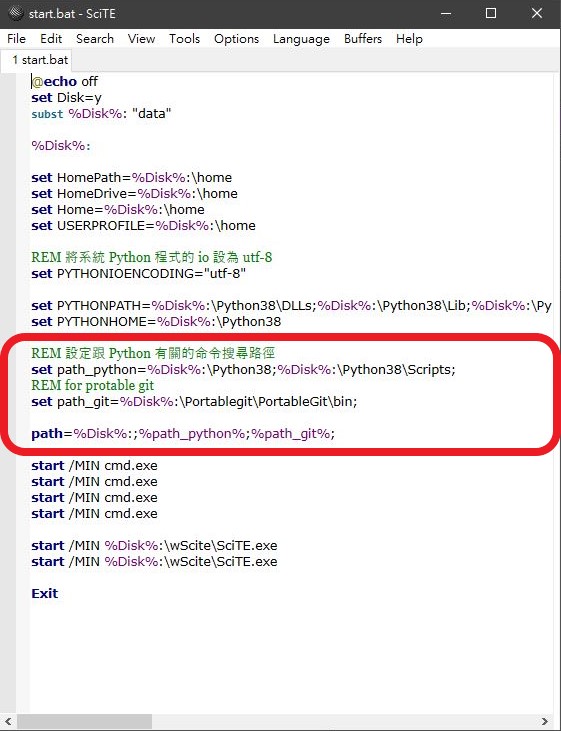 start.bat - SciTE
File Edit Search View Tools Options Language Buffers Help
1 start.bat
@echo off
set Disk=y
subst %Disk%: "data"
%Disk%:
set HomePath=%Disk%:\home
set HomeDrive=%Disk%:\home
set Home=%Disk%:\home
set USERPROFILE=%Disk%:\home
REM 將系統 Python 程式的 io 設為 utf-8
set PYTHONIOENCODING="utf-8"
set PYTHONPATH=%Disk%:\Python38\DLLs;%Disk%:\Python38\Lib;%Disk%:\Py
set PYTHONHOME=%Disk%:\Python38
REM 設定跟 Python 有關的命令搜尋路徑
set path_python=%Disk%:\Python38;%Disk%:\Python38\Scripts;
REM for protable git
set path_git=%Disk%:\Portablegit\PortableGit\bin;
path=%Disk%:;%path_python%;%path_git%;
start /MIN cmd.exe
start /MIN cmd.exe
start /MIN cmd.exe
start /MIN cmd.exe
start /MIN %Disk%:\wScite\SciTE.exe
start /MIN %Disk%:\wScite\SciTE.exe
Exit